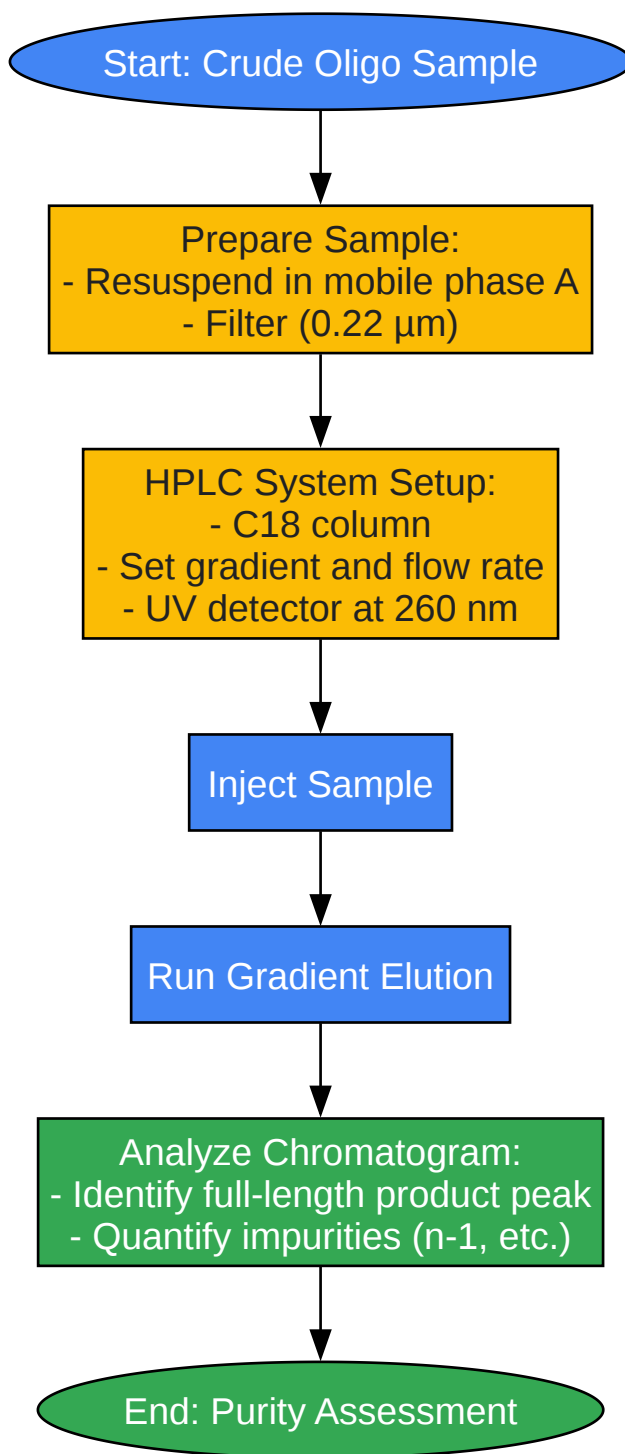 Start: Crude Oligo Sample
Prepare Sample:
- Resuspend in mobile phase A
- Filter (0.22 µm)
HPLC System Setup:
- C18 column
- Set gradient and flow rate
- UV detector at 260 nm
Inject Sample
Run Gradient Elution
Analyze Chromatogram:
- Identify full-length product peak
- Quantify impurities (n-1, etc.)
End: Purity Assessment